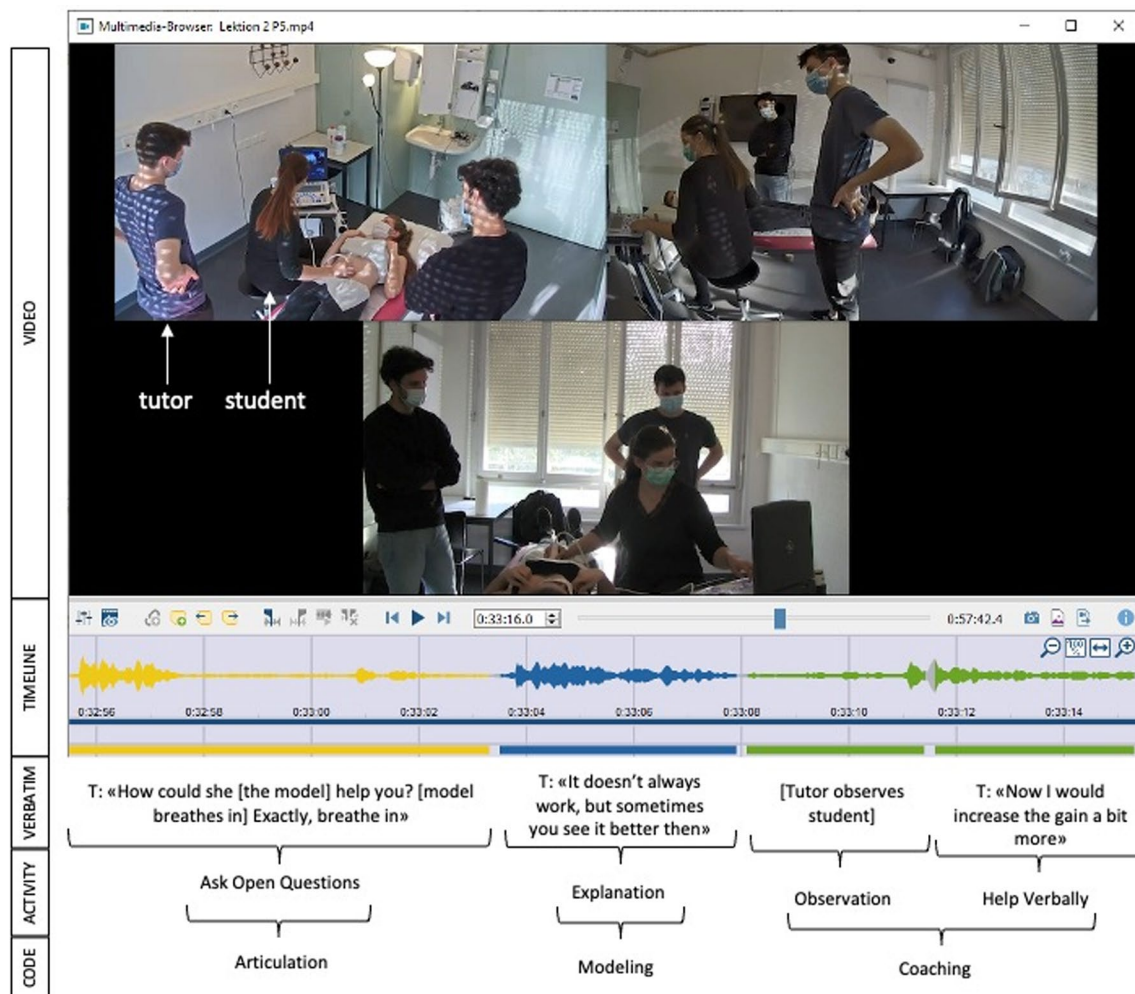 Multimedia-Browser: Lektion 2 P5.mp4
VIDEO
tutor
student
0:33:16.0
0:57:42.4
TIMELINE
0:32:56
0:32:58
0:33:00
0:33:02
0:33:04
0:33:06
0:33:08
0:33:10
0:33:12
0:33:14
VERBATIM
T: «How could she [the model] help you? [model
breathes in] Exactly, breathe in»
T: «It doesn’t always
work, but sometimes
you see it better then»
[Tutor observes
student]
T: «Now I would
increase the gain a bit
more»
ACTIVITY
Ask Open Questions
Explanation
Observation
Help Verbally
CODE
Articulation
Modeling
Coaching